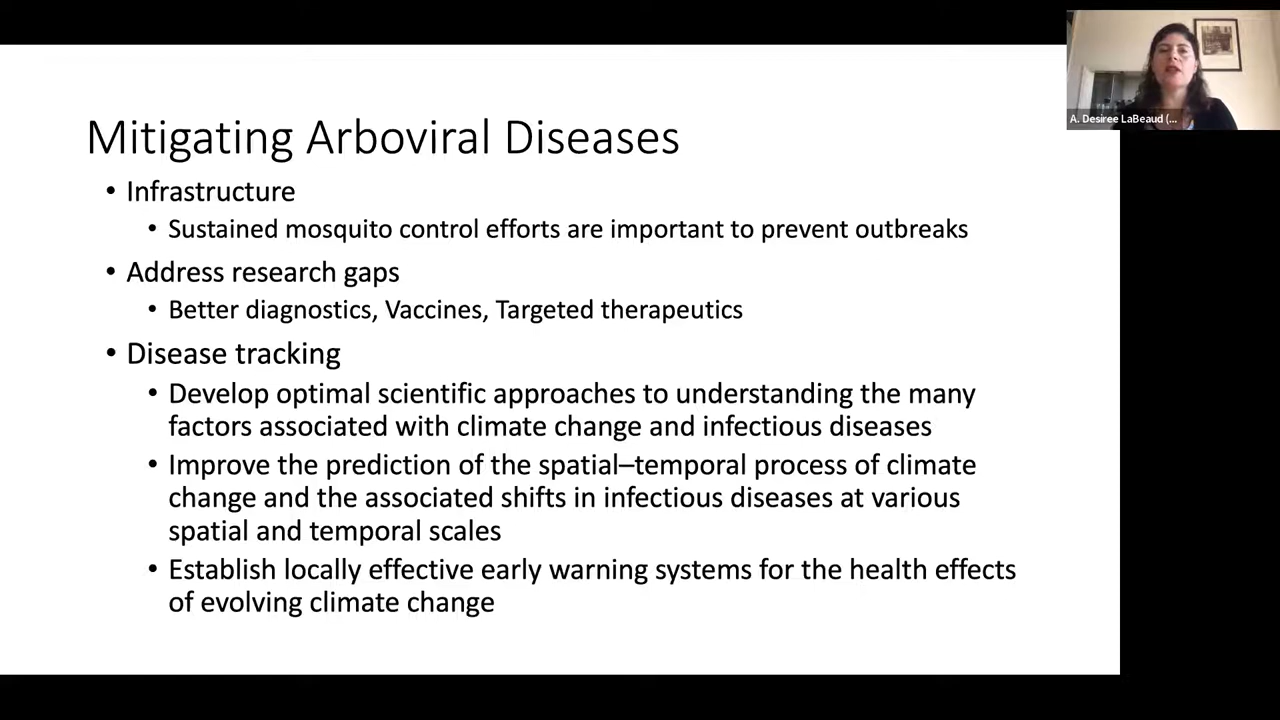 Mitigating Arboviral Diseases
• Infrastructure
• Sustained mosquito control efforts are important to prevent outbreaks
• Address research gaps
• Better diagnostics, Vaccines, Targeted therapeutics
• Disease tracking
• Develop optimal scientific approaches to understanding the many
factors associated with climate change and infectious diseases
• Improve the prediction of the spatial–temporal process of climate
change and the associated shifts in infectious diseases at various
spatial and temporal scales
• Establish locally effective early warning systems for the health effects
of evolving climate change
A. Desiree LaBeaud (...